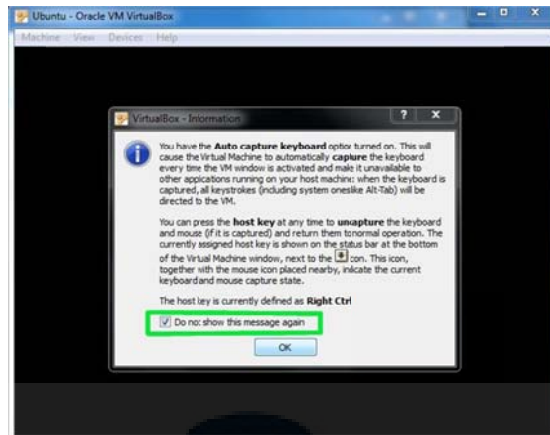 Ubuntu - Oracle VM VirtualBox
Machine View Devices Help
VirtualBox - Information
You have the Auto capture keyboard option turned on. This will
cause the Virtual Machine to automatically capture the keyboard
every time the VM window is activated and make it unavailable to
other applications running on your host machine: when the keyboard is
captured, all keystrokes (including system ones like Alt-Tab) will be
directed to the VM.
You can press the host key at any time to uncapture the keyboard
and mouse (if it is captured) and return them to normal operation. The
currently assigned host key is shown on the status bar at the bottom
of the Virtual Machine window, next to the icon. This icon,
together with the mouse icon placed nearby, indicate the current
keyboard and mouse capture state.
The host key is currently defined as Right Ctrl
Do not show this message again
OK